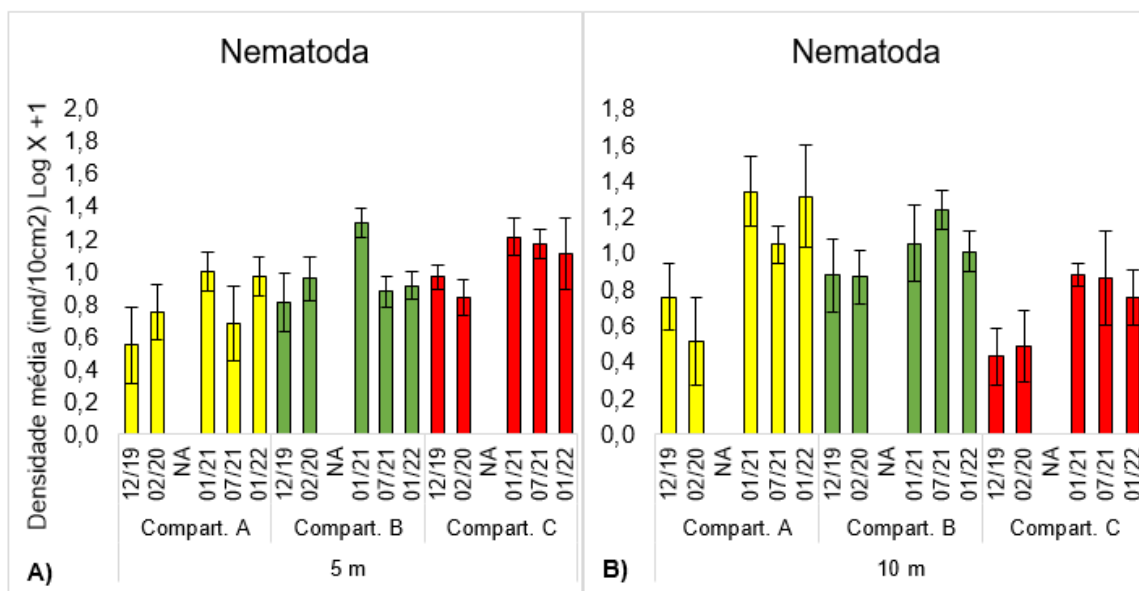 Nematoda
Densidade média (ind/10cm2) Log X +1
2,0
1,8
1,6
1,4
1,2
1,0
0,8
0,6
0,4
0,2
0,0
12/19 02/20 NA 01/21 07/21 01/22 12/19 02/20 NA 01/21 07/21 01/22 12/19 02/20 NA 01/21 07/21 01/22
Compart. A Compart. B Compart. C
A) 5 m
Nematoda
1,8
1,6
1,4
1,2
1,0
0,8
0,6
0,4
0,2
0,0
12/19 02/20 NA 01/21 07/21 01/22 12/19 02/20 NA 01/21 07/21 01/22 12/19 02/20 NA 01/21 07/21 01/22
Compart. A Compart. B Compart. C
B) 10 m